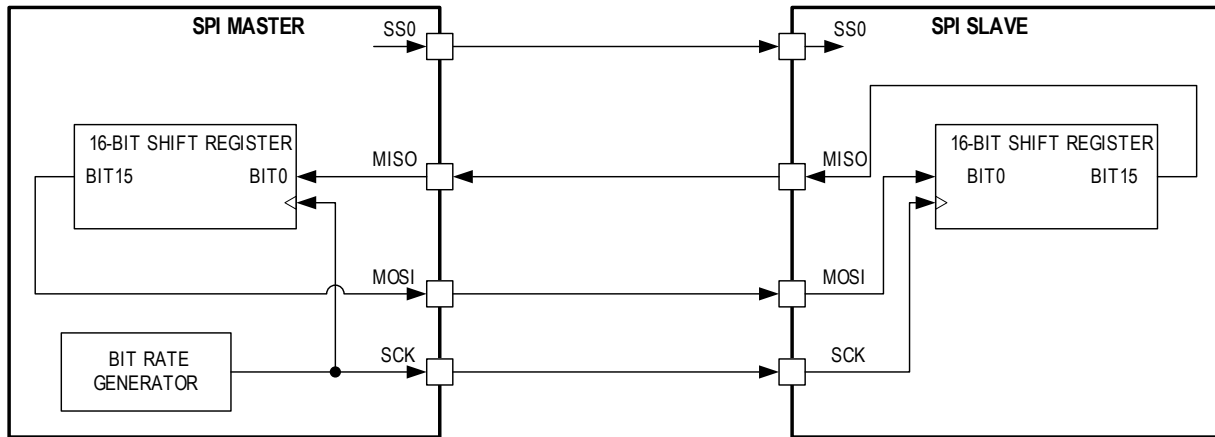 SPI MASTER
SS0
16-BIT SHIFT REGISTER
BIT15 BIT0
MISO
MOSI
BIT RATE
GENERATOR
SCK
SPI SLAVE
SS0
MISO
16-BIT SHIFT REGISTER
BIT0 BIT15
MOSI
SCK